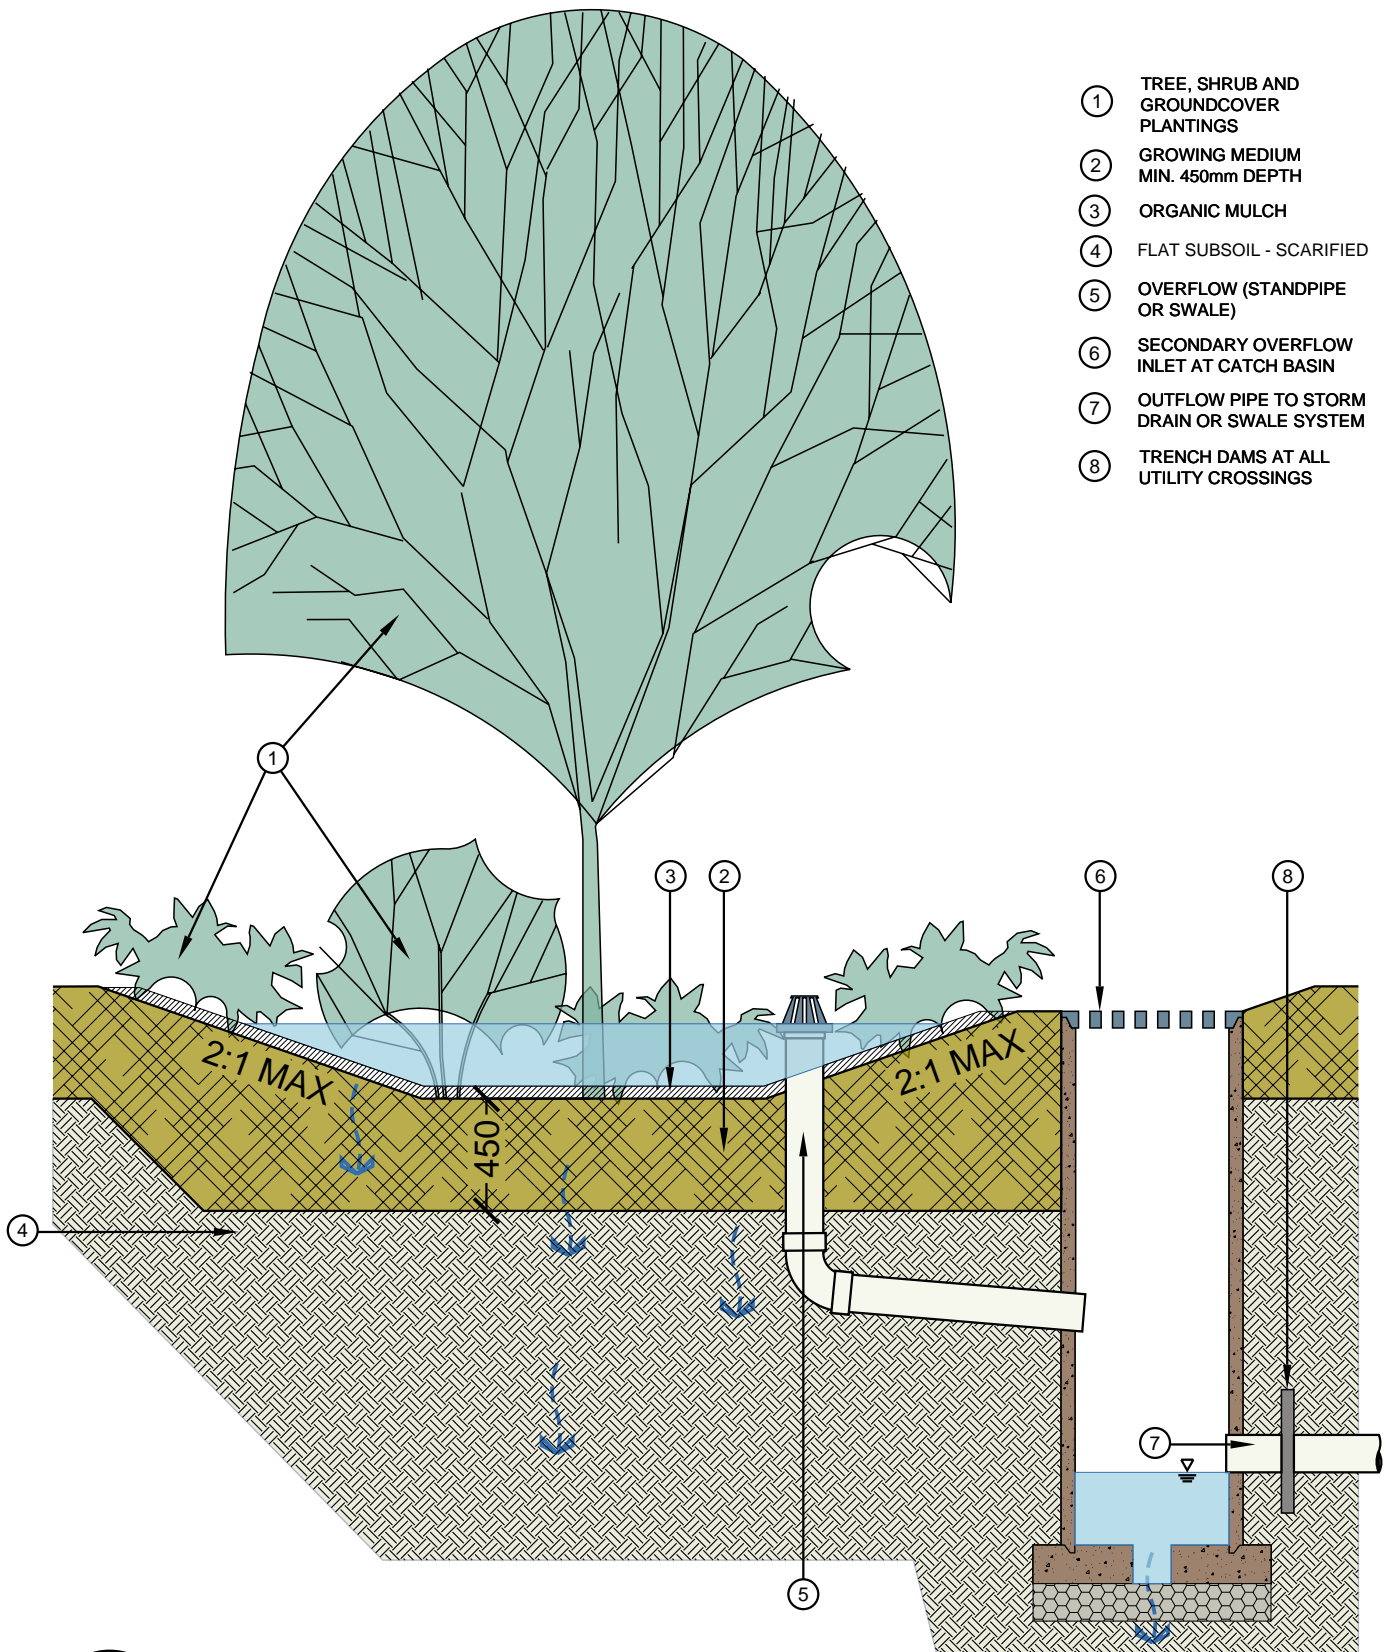 1 TREE, SHRUB AND
GROUNDCOVER
PLANTINGS
2 GROWING MEDIUM
MIN. 450mm DEPTH
3 ORGANIC MULCH
4 FLAT SUBSOIL - SCARIFIED
5 OVERFLOW (STANDPIPE
OR SWALE)
6 SECONDARY OVERFLOW
INLET AT CATCH BASIN
7 OUTFLOW PIPE TO STORM
DRAIN OR SWALE SYSTEM
8 TRENCH DAMS AT ALL
UTILITY CROSSINGS
1
3
2
6
8
2:1 MAX
2:1 MAX
450
4
7
5